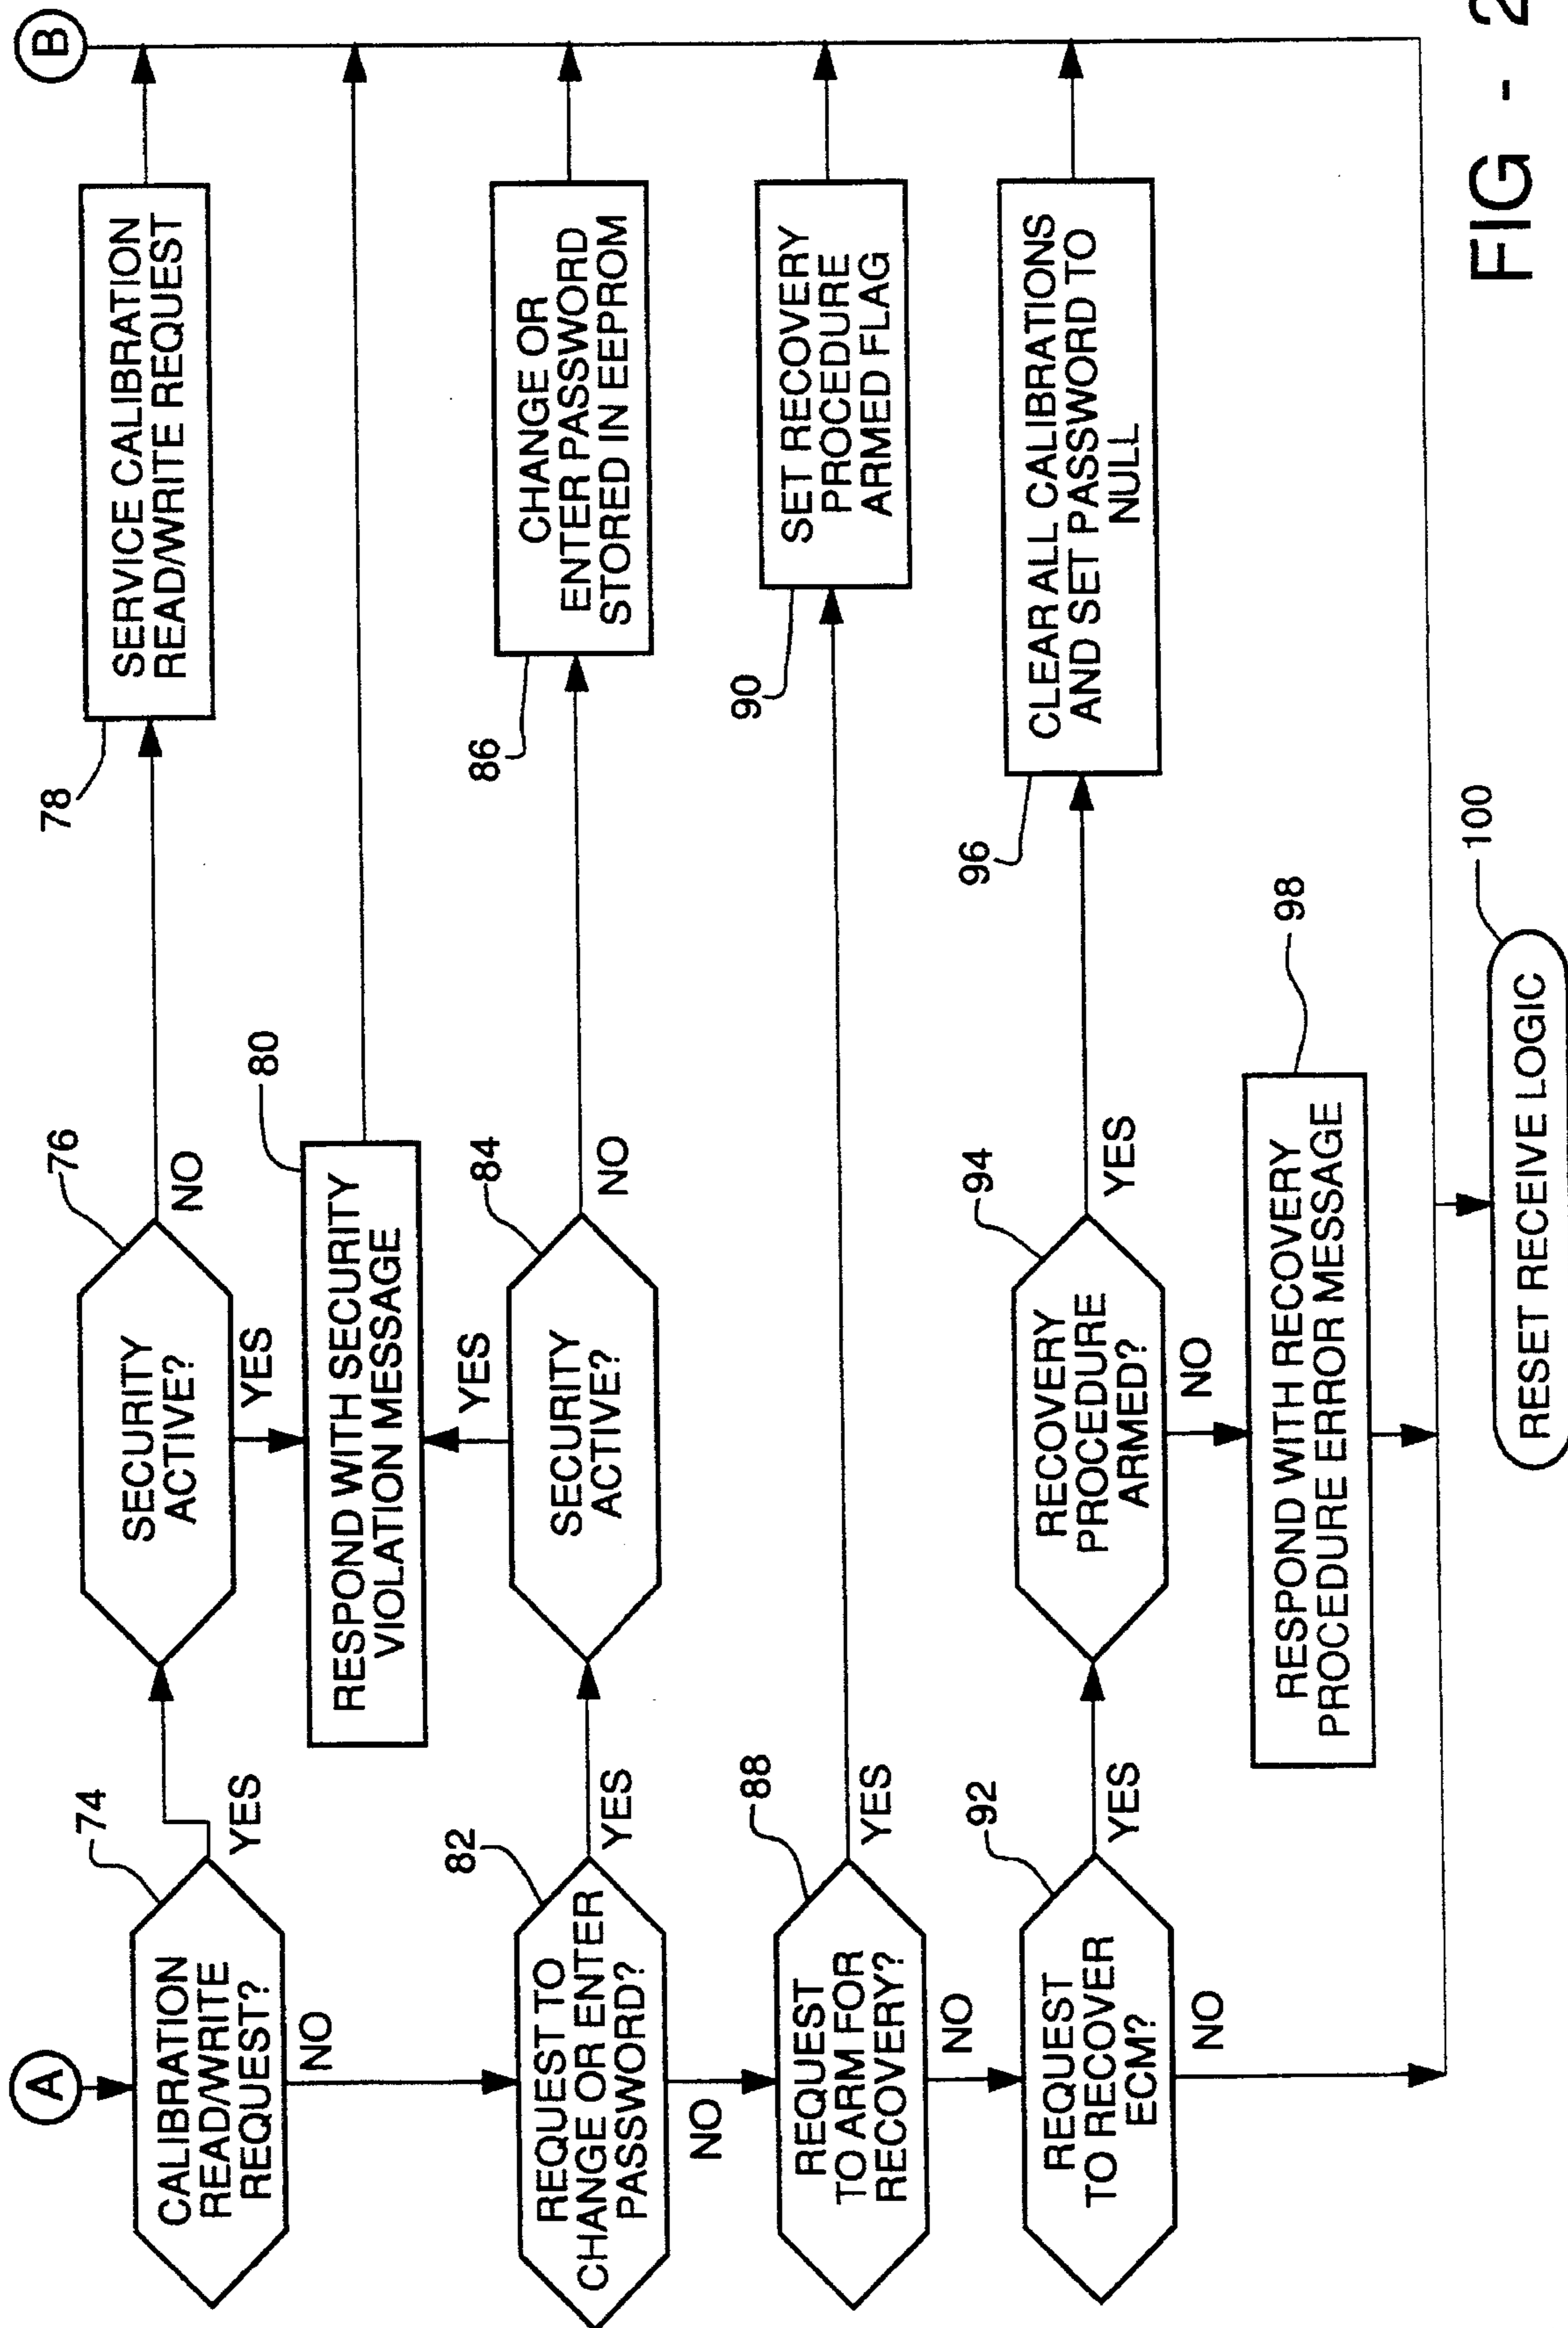 A
CALIBRATION
READ/WRITE
REQUEST?
74
YES
NO
SECURITY
ACTIVE?
76
NO
YES
SERVICE CALIBRATION
READ/WRITE REQUEST
78
B
RESPOND WITH SECURITY
VIOLATION MESSAGE
80
REQUEST TO
CHANGE OR ENTER
PASSWORD?
82
YES
NO
SECURITY
ACTIVE?
84
YES
NO
CHANGE OR
ENTER PASSWORD
STORED IN EEPROM
86
REQUEST
TO ARM FOR
RECOVERY?
88
YES
NO
SET RECOVERY
PROCEDURE
ARMED FLAG
90
REQUEST
TO RECOVER
ECM?
92
YES
NO
RECOVERY
PROCEDURE
ARMED?
94
YES
NO
CLEAR ALL CALIBRATIONS
AND SET PASSWORD TO
NULL
96
RESPOND WITH RECOVERY
PROCEDURE ERROR MESSAGE
98
RESET RECEIVE LOGIC
100
FIG - 2